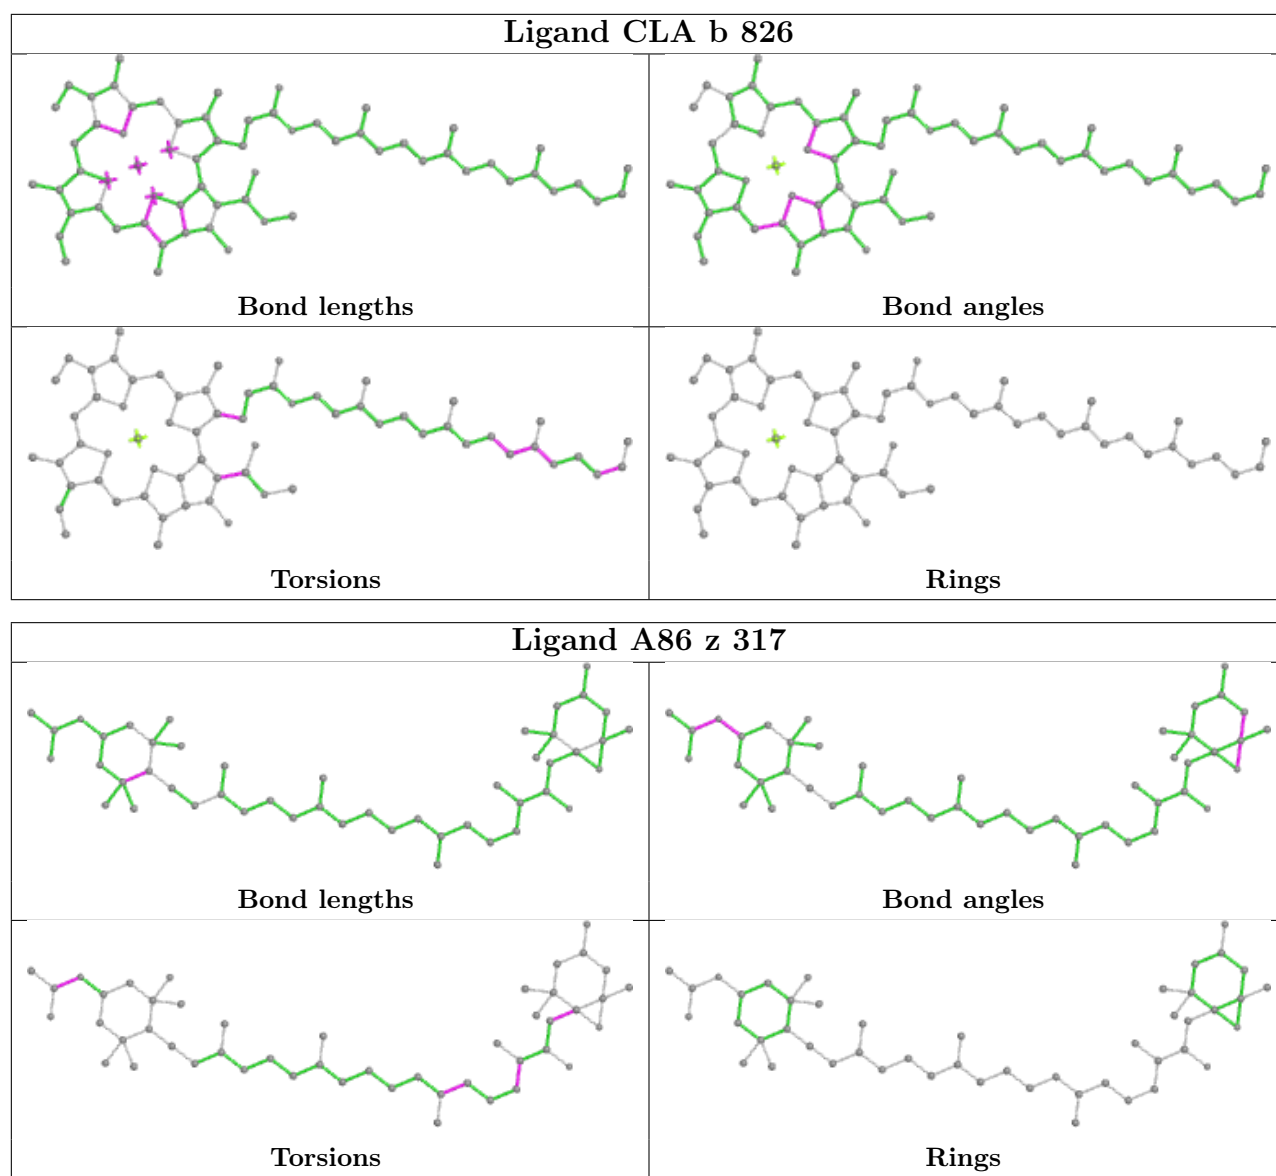 Ligand CLA b 826
Bond lengths
Bond angles
Torsions
Rings
Ligand A86 z 317
Bond lengths
Bond angles
Torsions
Rings